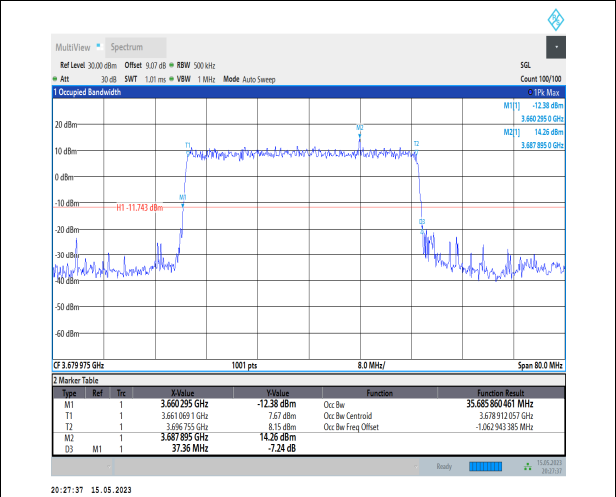 MultiView Spectrum
Ref Level 30.00 dBm Offset 9.07 dB RBW 500 kHz SGL
Att 30 dB SWT 1.01 ms VBW 1 MHz Mode Auto Sweep Count 100/100
1 Occupied Bandwidth 1Pk Max
M1[1] -12.38 dBm
3.660 295 0 GHz
M2[1] 14.26 dBm
3.687 895 0 GHz
20 dBm
M2
T1 T2
10 dBm
0 dBm
M1
-10 dBm
H1 -11.743 dBm
D3
-20 dBm
-30 dBm
-40 dBm
-50 dBm
-60 dBm
CF 3.679 975 GHz 1001 pts 8.0 MHz/ Span 80.0 MHz
2 Marker Table
Type Ref Trc X-Value Y-Value Function Function Result
M1 1 3.660 295 GHz -12.38 dBm Occ Bw 35.685 860 461 MHz
T1 1 3.661 069 1 GHz 7.67 dBm Occ Bw Centroid 3.678 912 057 GHz
T2 1 3.696 755 GHz 8.15 dBm Occ Bw Freq Offset -1.062 943 385 MHz
M2 1 3.687 895 GHz 14.26 dBm
D3 M1 1 37.36 MHz -7.24 dB
Ready 15.05.2023
20:27:37
20:27:37 15.05.2023